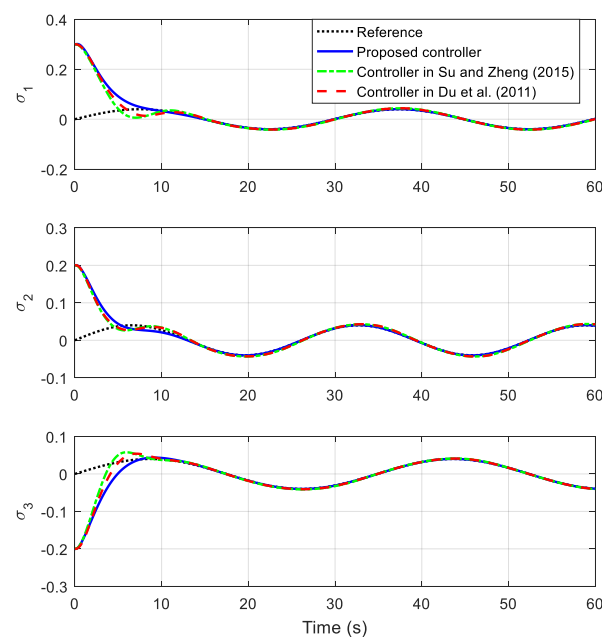 0.4
0.2
0
-0.2
σ1
Reference
Proposed controller
Controller in Su and Zheng (2015)
Controller in Du et al. (2011)
0 10 20 30 40 50 60
0.3
0.2
0.1
0
-0.1
σ2
0 10 20 30 40 50 60
0.1
0
-0.1
-0.2
-0.3
σ3
0 10 20 30 40 50 60
Time (s)